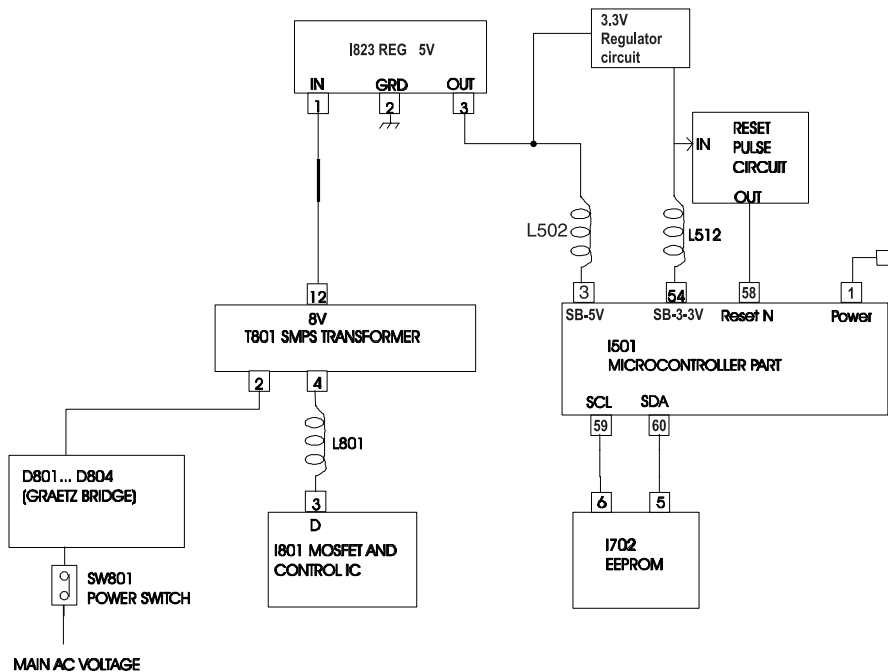 3.3V
Regulator
circuit
I823 REG 5V
IN GRD OUT
1 2 3
RESET
PULSE
CIRCUIT
IN
OUT
L502
L512
12
8V
T801 SMPS TRANSFORMER
2 4
3 54 58 1
SB-5V SB-3-3V Reset N Power
I501
MICROCONTROLLER PART
SCL SDA
59 60
L801
D801... D804
(GRAETZ BRIDGE)
3
D
I801 MOSFET AND
CONTROL IC
6 5
I702
EEPROM
SW801
POWER SWITCH
MAIN AC VOLTAGE